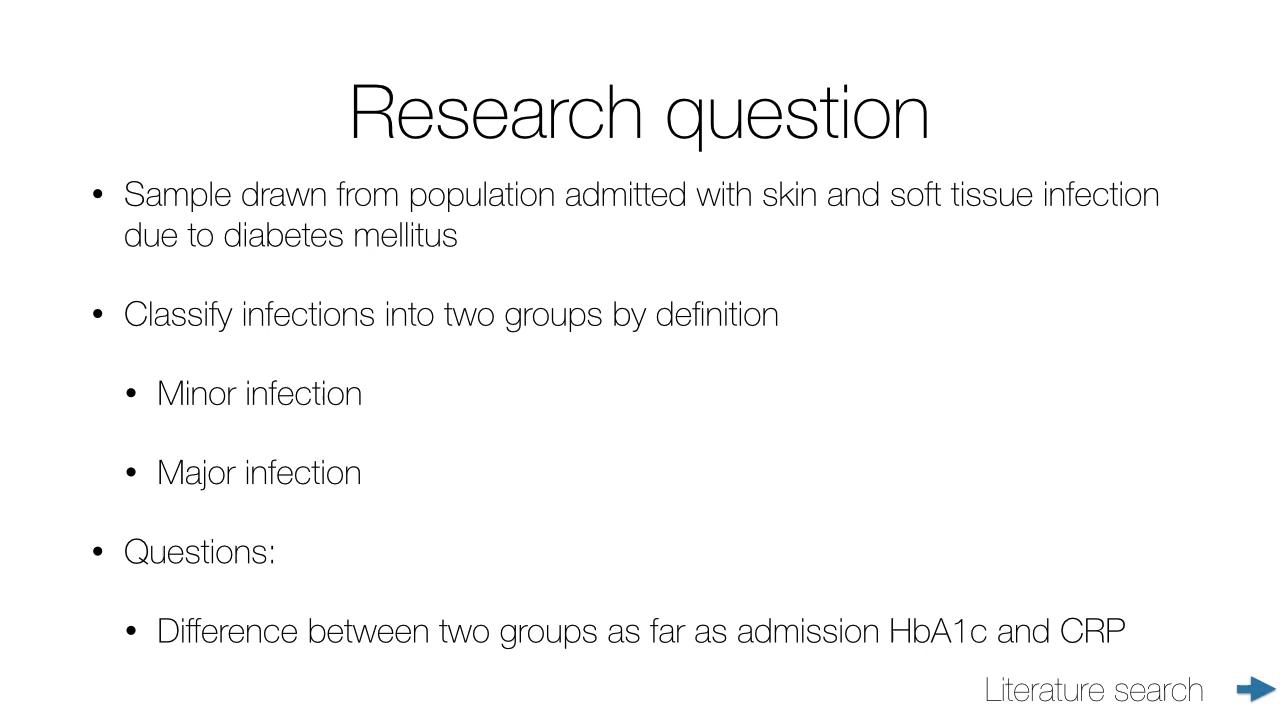 Research question
• Sample drawn from population admitted with skin and soft tissue infection
due to diabetes mellitus
• Classify infections into two groups by definition
• Minor infection
• Major infection
• Questions:
• Difference between two groups as far as admission HbA1c and CRP
Literature search